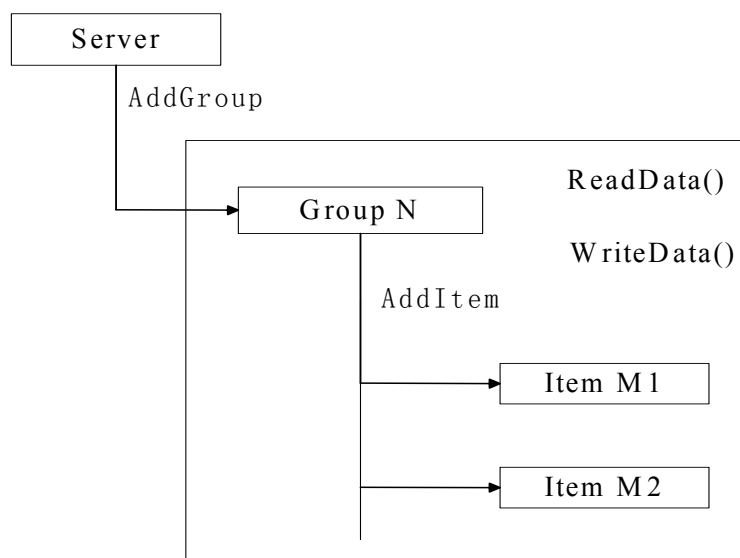 Server
AddGroup
ReadData()
Group N
WriteData()
AddItem
Item M1
Item M2